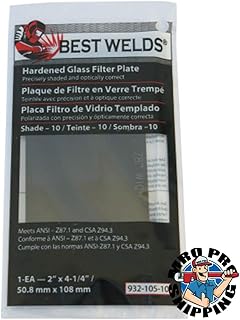 BEST WELDS®
Hardened Glass Filter Plate
Precisely shaded and optically correct
Plaque de Filtre en Verre Trempé
Teintée avec précision et à optique correcte
Placa Filtro de Vidrio Templado
Polarizada con precisión y ópticamente correcta
Shade – 10 / Teinte – 10 / Sombra –10
Meets ANSI – Z87.1 and CSA Z94.3
Conforme à ANSI – Z87.1 et à CSA Z94.3
Cumple con las normas ANSI-Z87.1 y CSA Z94.3
1-EA — 2" x 4-1/4" /
50.8 mm x 108 mm
932-105-10
PRO PR
SHIPPING